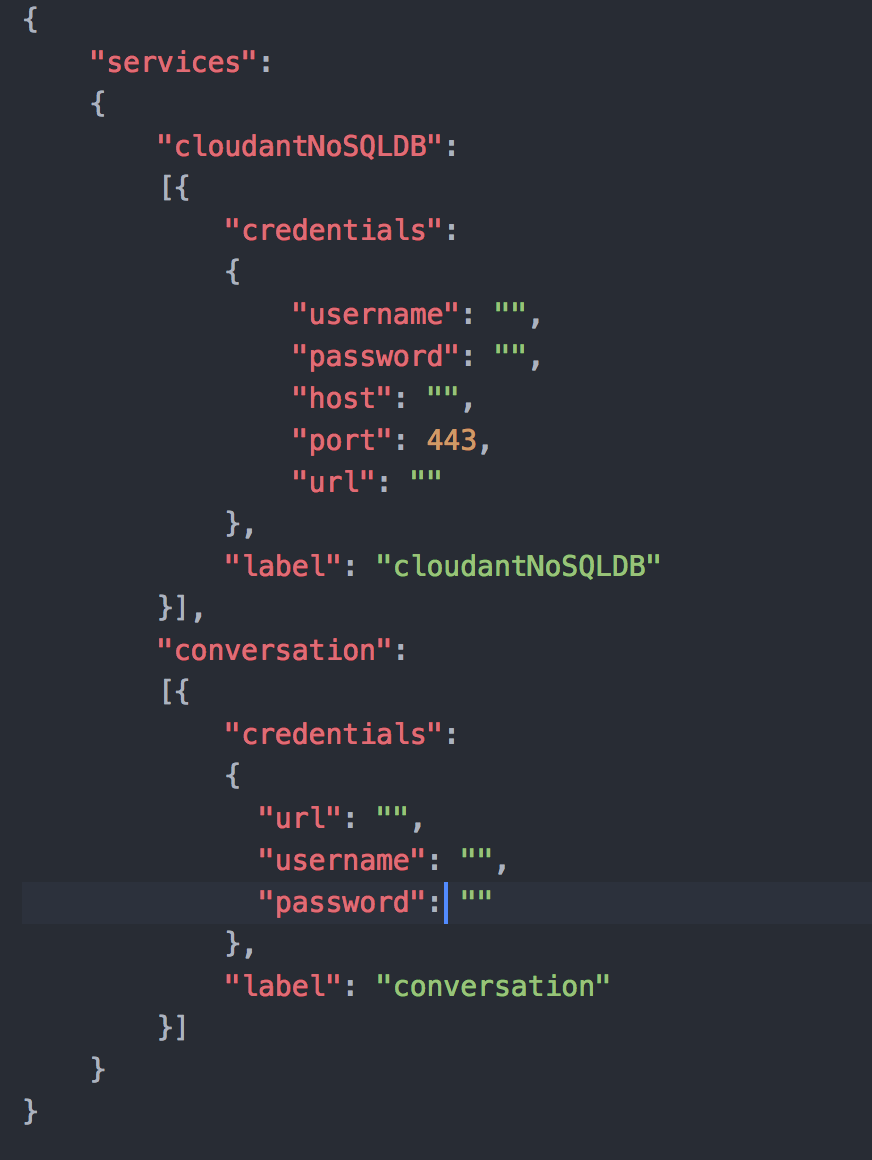 {
    "services":
    {
        "cloudantNoSQLDB":
        [{
            "credentials":
            {
                "username": "",
                "password": "",
                "host": "",
                "port": 443,
                "url": ""
            },
            "label": "cloudantNoSQLDB"
        }],
        "conversation":
        [{
            "credentials":
            {
              "url": "",
              "username": "",
              "password": ""
            },
            "label": "conversation"
        }]
    }
}